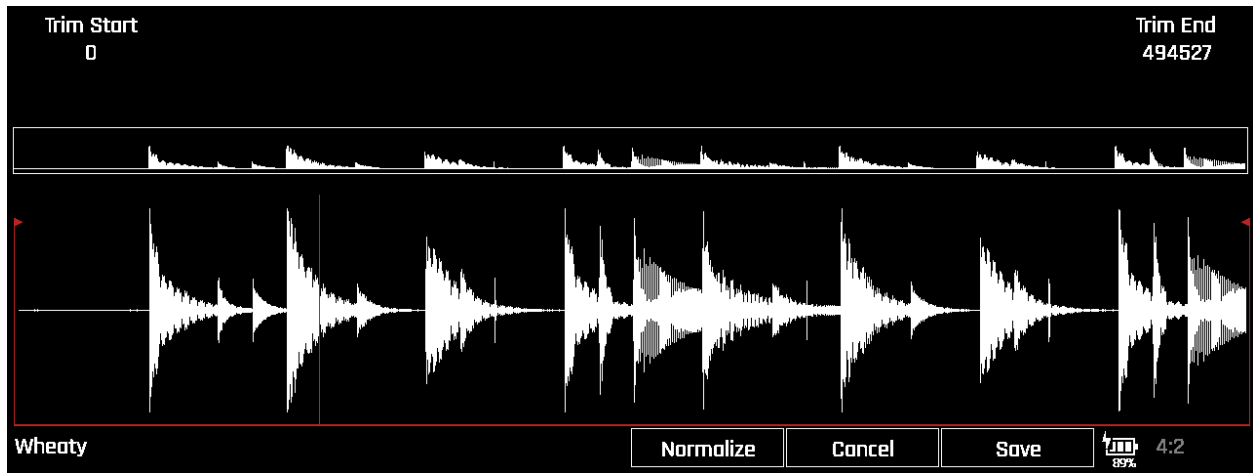 Trim Start
0
Trim End
494527
Wheaty
Normalize
Cancel
Save
89%
4:2